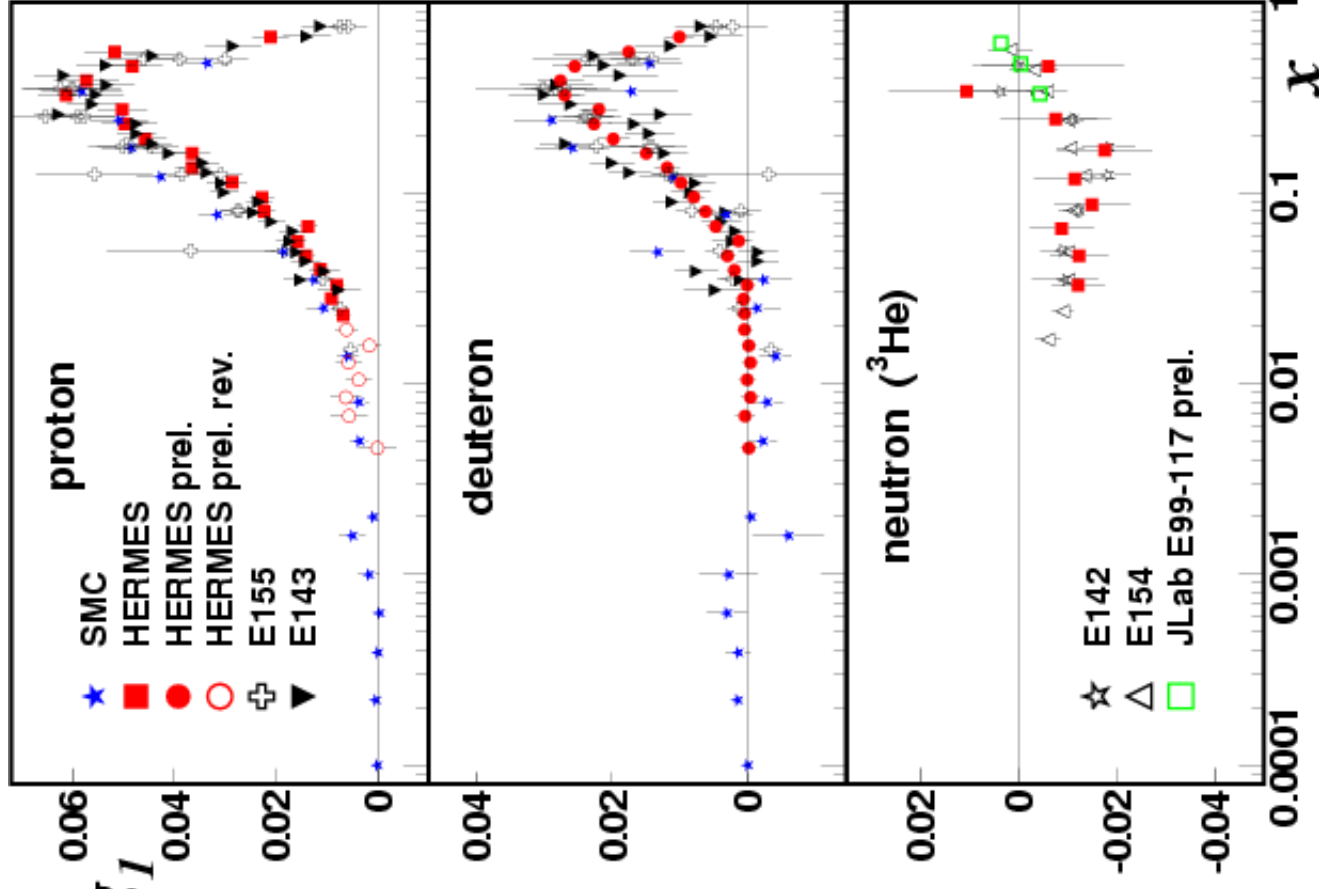 1
0.06
0.04
0.02
0
proton
SMC
HERMES
HERMES prel.
HERMES prel. rev.
E155
E143
0.04
0.02
0
deuteron
0.02
0
-0.02
-0.04
neutron (³He)
E142
E154
JLab E99-117 prel.
0.0001
0.001
0.01
0.1
1
x